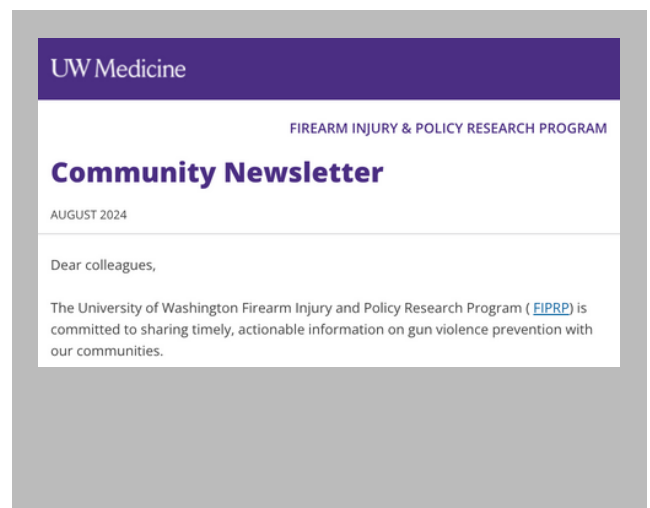 UW Medicine
FIREARM INJURY & POLICY RESEARCH PROGRAM
Community Newsletter
AUGUST 2024
Dear colleagues,
The University of Washington Firearm Injury and Policy Research Program ( FIPRP) is
committed to sharing timely, actionable information on gun violence prevention with
our communities.